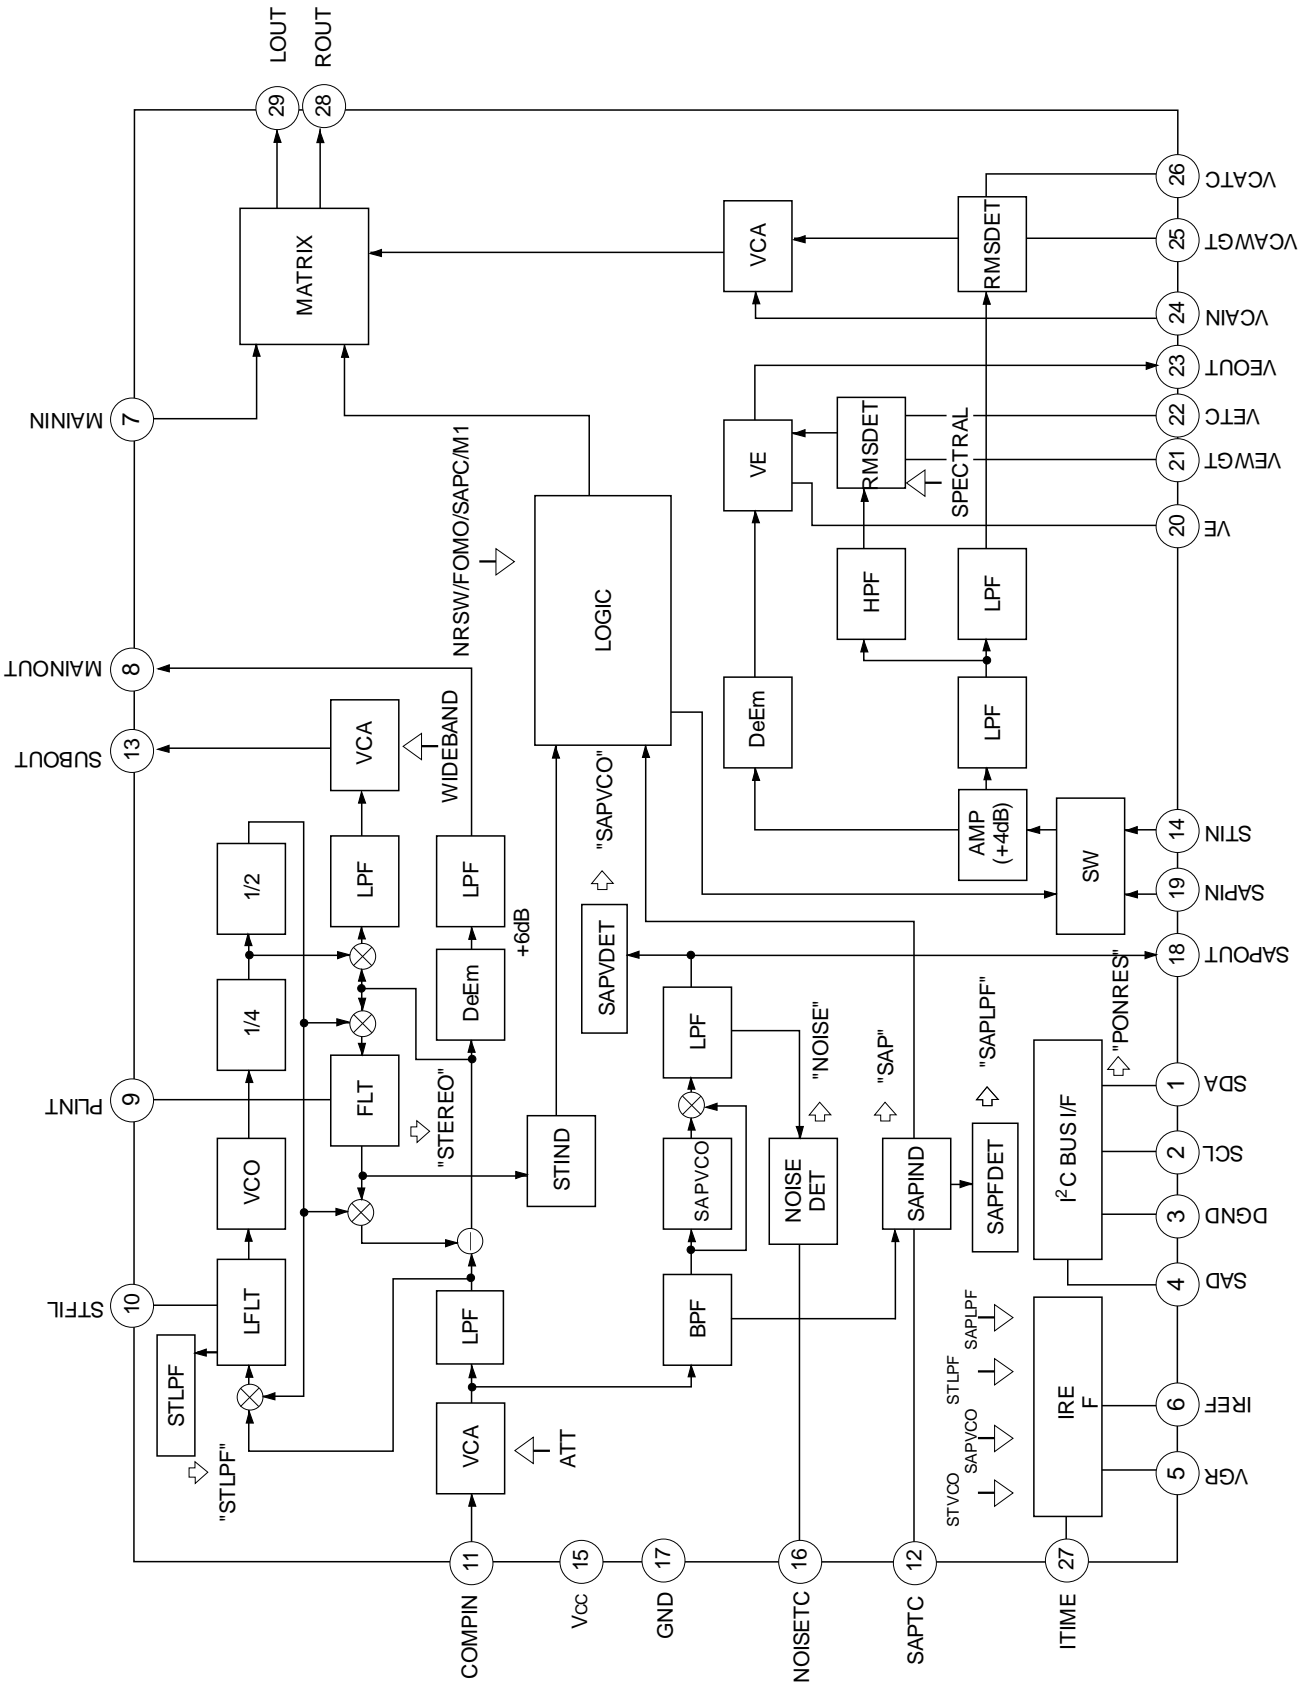 COMPIN
11
VCC
15
GND
17
NOISETC
16
SAPTC
12
ITIME
27
STFIL
10
PLINT
9
SUBOUT
13
MAINOUT
8
MAININ
7
LOUT
29
ROUT
28
"STLPF"
STLPF
LFLT
VCO
1/4
1/2
FLT
"STEREO"
LPF
VCA
WIDEBAND
VCA
ATT
LPF
DeEm
LPF
+6dB
STIND
NRSW/FOMO/SAPC/M1
LOGIC
MATRIX
BPF
SAPVCO
LPF
SAPVDET
"SAPVCO"
NOISE
DET
"NOISE"
SAPIND
"SAP"
SAPFDET
"SAPLPF"
DeEm
VE
VCA
HPF
RMSDET
SPECTRAL
AMP
(+4dB)
LPF
LPF
RMSDET
SW
STVCO
SAPVCO
STLPF
SAPLPF
IRE
F
I2C BUS I/F
"PONRES"
5
VGR
6
IREF
4
SAD
3
DGND
2
SCL
1
SDA
18
SAPOUT
19
SAPIN
14
STIN
20
VE
21
VEWGT
22
VETC
23
VEOUT
24
VCAIN
25
VCAWGT
26
VCATC